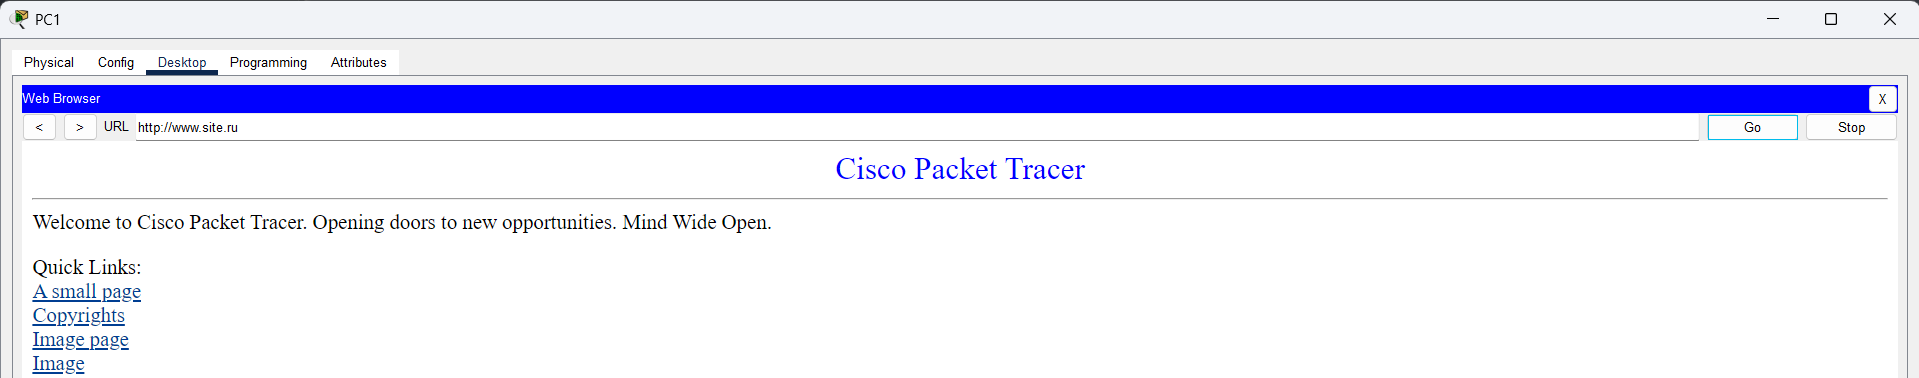 PC1
Physical Config Desktop Programming Attributes
Web Browser X
< > URL http://www.site.ru Go Stop
Cisco Packet Tracer
Welcome to Cisco Packet Tracer. Opening doors to new opportunities. Mind Wide Open.
Quick Links:
A small page
Copyrights
Image page
Image